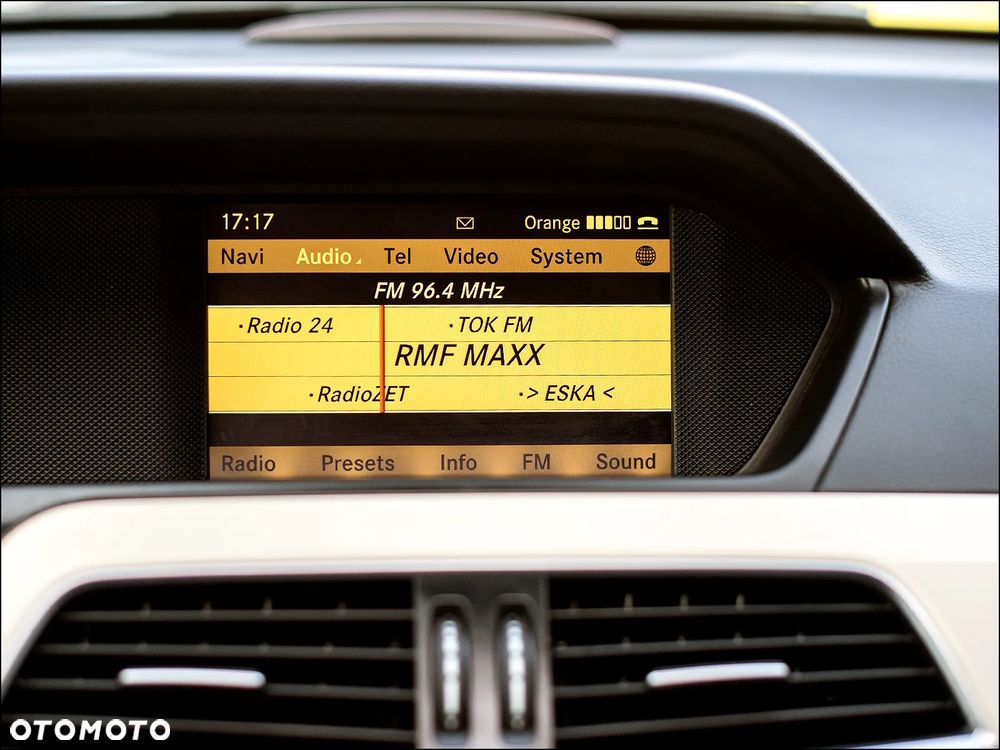 17:17 Orange
Navi Audio Tel Video System
FM 96.4 MHz
·Radio 24 ·TOK FM
RMF MAXX
·RadioZET ·> ESKA <
Radio Presets Info FM Sound
OTOMOTO